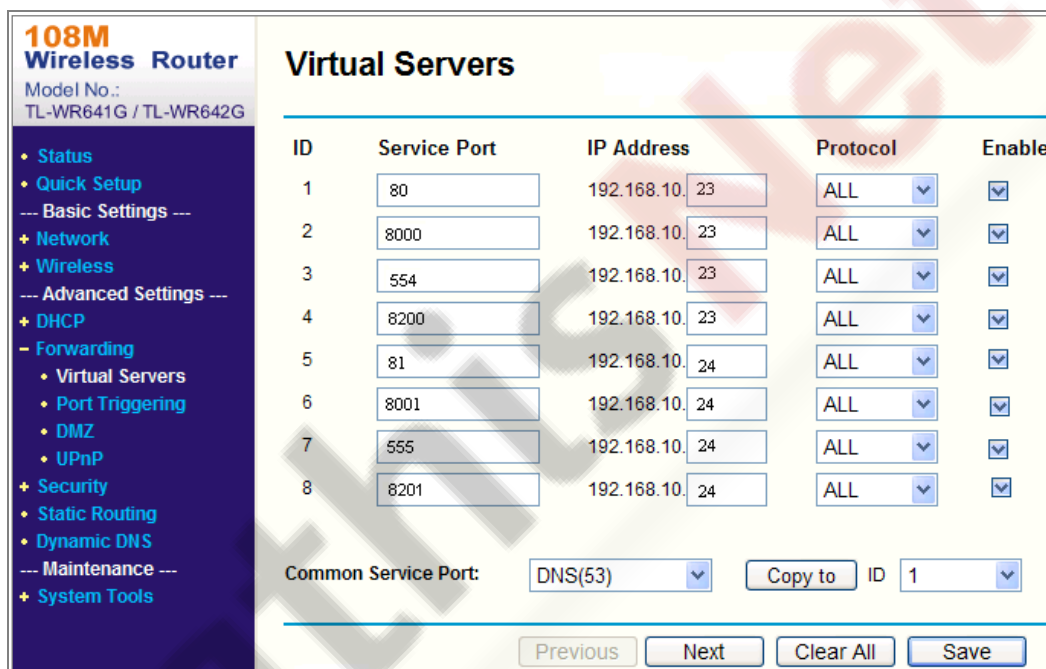 108M
Wireless Router
Model No.:
TL-WR641G / TL-WR642G
Status
Quick Setup
--- Basic Settings ---
Network
Wireless
--- Advanced Settings ---
DHCP
Forwarding
Virtual Servers
Port Triggering
DMZ
UPnP
Security
Static Routing
Dynamic DNS
--- Maintenance ---
System Tools
Virtual Servers
ID Service Port IP Address Protocol Enable
1 80 192.168.10. 23 ALL
2 8000 192.168.10. 23 ALL
3 554 192.168.10. 23 ALL
4 8200 192.168.10. 23 ALL
5 81 192.168.10. 24 ALL
6 8001 192.168.10. 24 ALL
7 555 192.168.10. 24 ALL
8 8201 192.168.10. 24 ALL
Common Service Port: DNS(53) Copy to ID 1
Previous Next Clear All Save